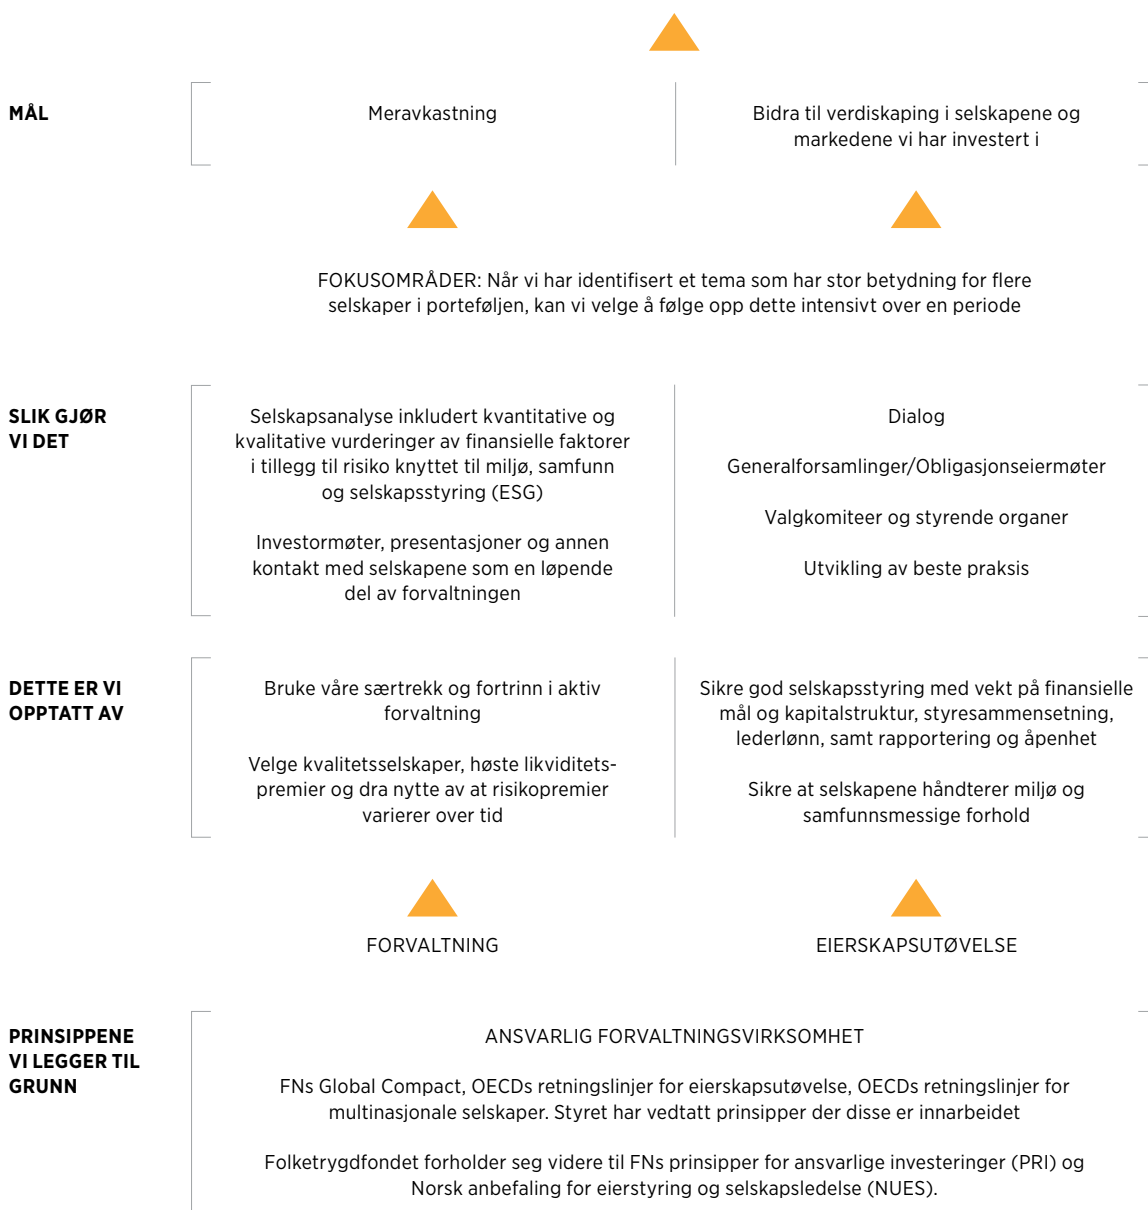 MÅL
Meravkastning
Bidra til verdiskaping i selskapene og
markedene vi har investert i
FOKUSOMRÅDER: Når vi har identifisert et tema som har stor betydning for flere
selskaper i porteføljen, kan vi velge å følge opp dette intensivt over en periode
SLIK GJØR
VI DET
Selskapsanalyse inkludert kvantitative og
kvalitative vurderinger av finansielle faktorer
i tillegg til risiko knyttet til miljø, samfunn
og selskapsstyring (ESG)
Investormøter, presentasjoner og annen
kontakt med selskapene som en løpende
del av forvaltningen
Dialog
Generalforsamlinger/Obligasjonseiermøter
Valgkomiteer og styrende organer
Utvikling av beste praksis
DETTE ER VI
OPPTATT AV
Bruke våre særtrekk og fortrinn i aktiv
forvaltning
Velge kvalitetsselskaper, høste likviditets-
premier og dra nytte av at risikopremier
varierer over tid
Sikre god selskapsstyring med vekt på finansielle
mål og kapitalstruktur, styresammensetning,
lederlønn, samt rapportering og åpenhet
Sikre at selskapene håndterer miljø og
samfunnsmessige forhold
FORVALTNING
EIERSKAPSUTØVELSE
PRINSIPPENE
VI LEGGER TIL
GRUNN
ANSVARLIG FORVALTNINGSVIRKSOMHET
FNs Global Compact, OECDs retningslinjer for eierskapsutøvelse, OECDs retningslinjer for
multinasjonale selskaper. Styret har vedtatt prinsipper der disse er innarbeidet
Folketrygdfondet forholder seg videre til FNs prinsipper for ansvarlige investeringer (PRI) og
Norsk anbefaling for eierstyring og selskapsledelse (NUES).